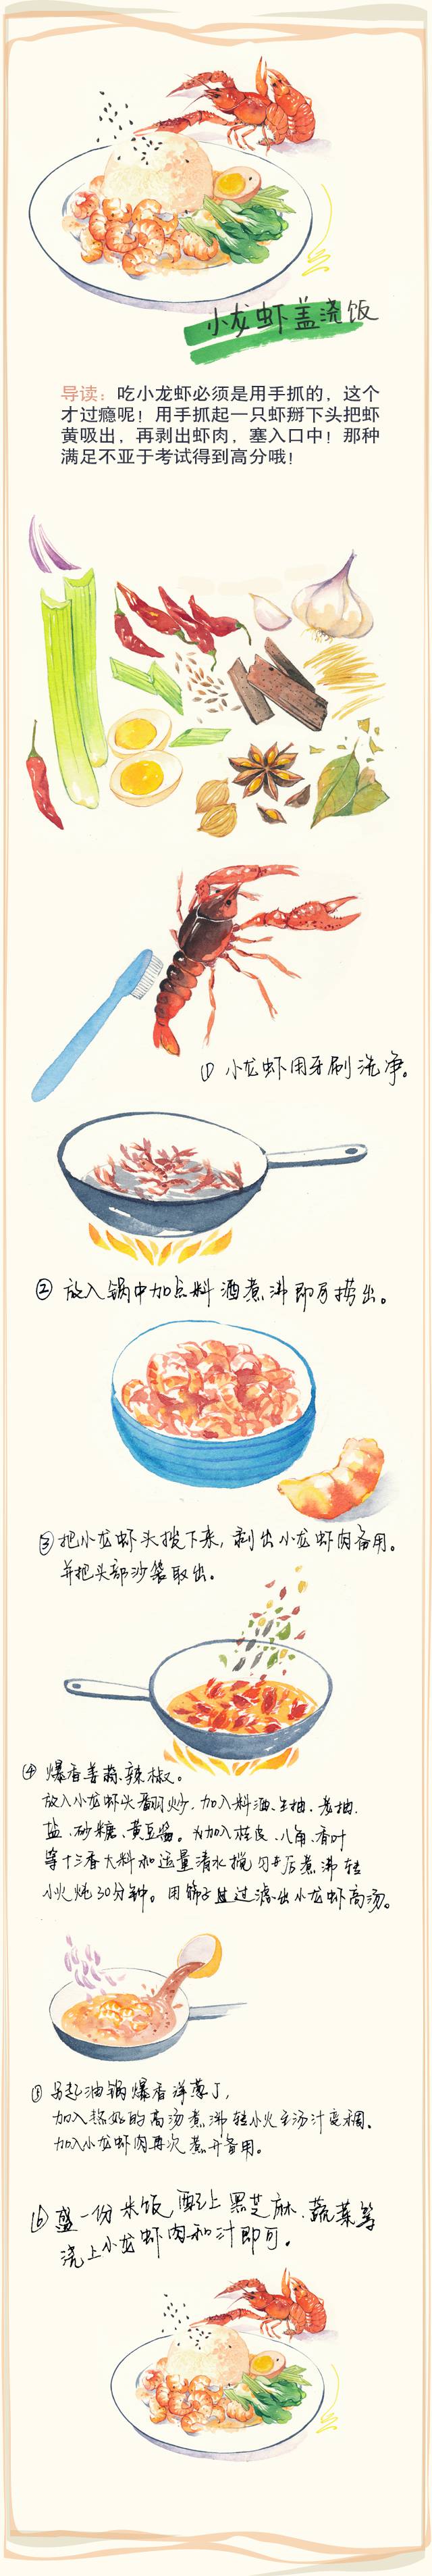 小龙虾盖浇饭
导读：吃小龙虾必须是用手抓的，这个
才过瘾呢！用手抓起一只虾掰下头把虾
黄吸出，再剥出虾肉，塞入口中！那种
满足不亚于考试得到高分哦！
① 小龙虾用牙刷洗净。
② 放入锅中加点料酒煮沸即可捞出。
③ 把小龙虾头拔下来，剥出小龙虾肉备用。
并把头部沙袋取出。
④ 爆香姜蒜、辣椒。
放入小龙虾头翻炒，加入料酒、生抽、老抽、
盐、砂糖、黄豆酱。加入桂皮、八角、香叶
等十三香大料和适量清水搅匀开后煮沸转
小火炖30分钟。用筛子过滤出小龙虾高汤。
⑤ 另起油锅爆香洋葱丁，
加入熬好的高汤煮沸转小火至汤汁变稠。
加入小龙虾肉再次煮开备用。
⑥ 盛一份米饭，配上黑芝麻、蔬菜等
浇上小龙虾肉和汁即可。